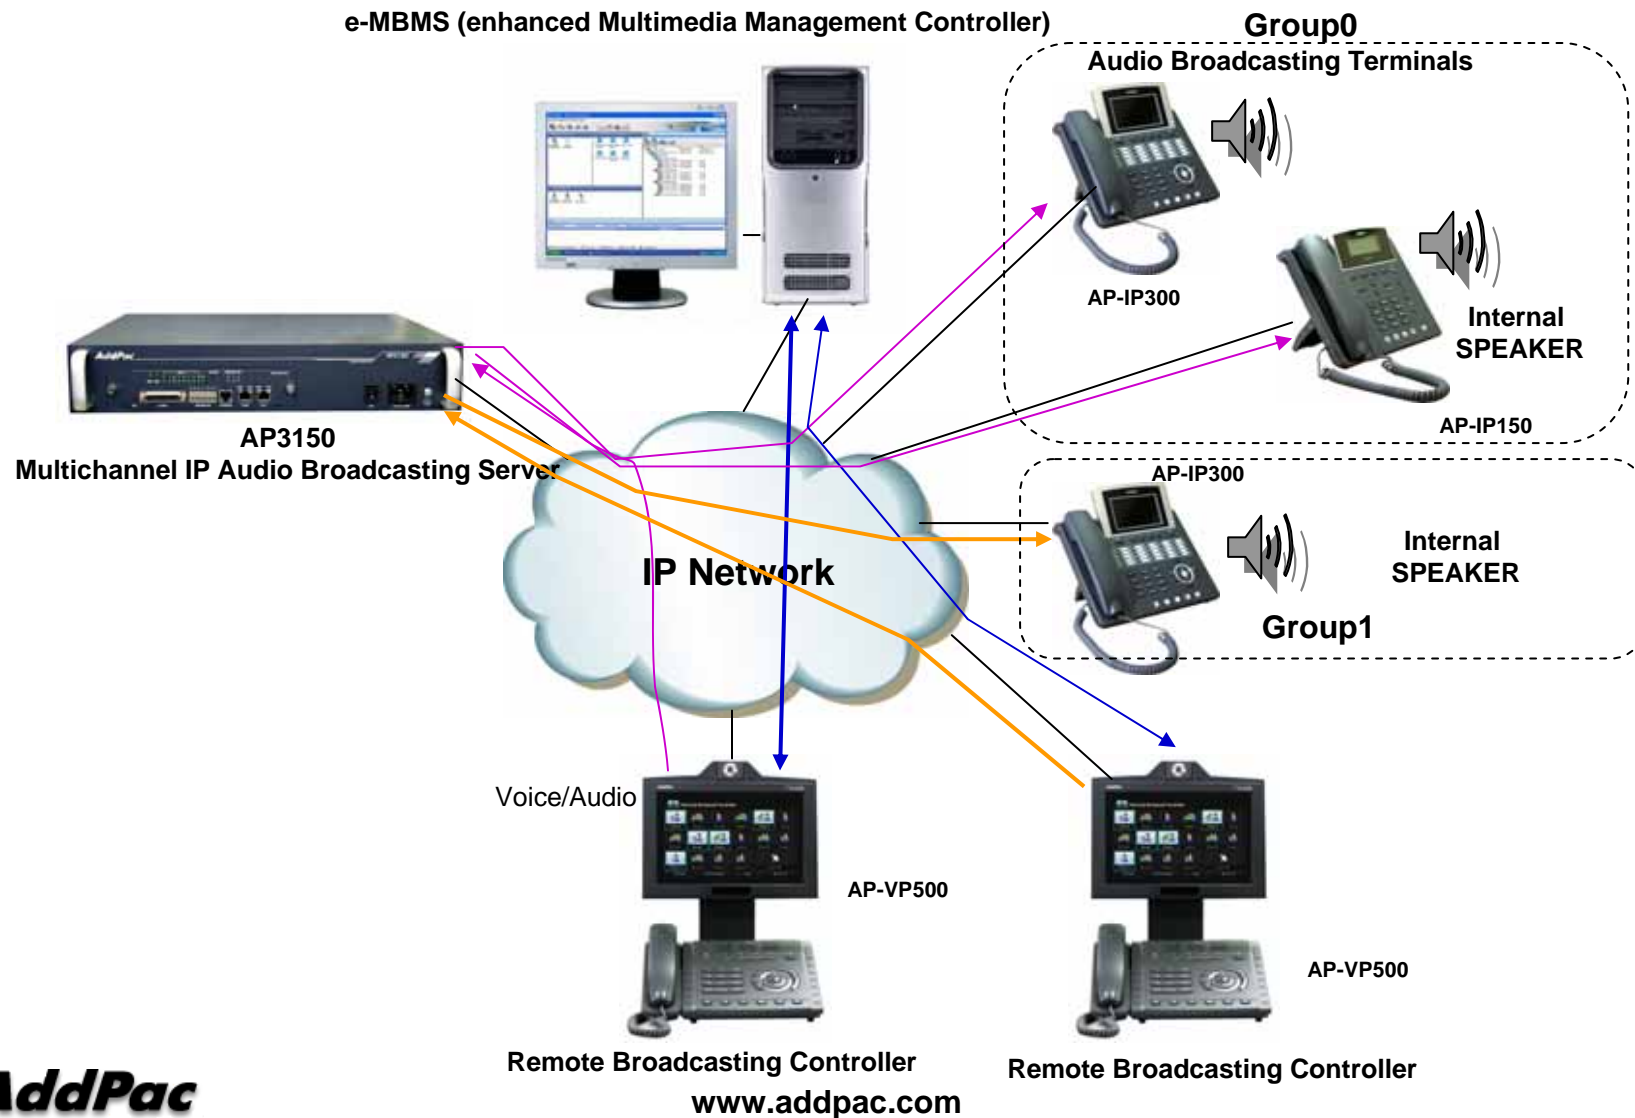 e-MBMS (enhanced Multimedia Management Controller)
Group0
Audio Broadcasting Terminals
AP-IP300
Internal
SPEAKER
AP-IP150
AddPac
AP3150
Multichannel IP Audio Broadcasting Server
AP-IP300
Internal
SPEAKER
Group1
IP Network
Voice/Audio
AP-VP500
AP-VP500
Remote Broadcasting Controller
Remote Broadcasting Controller
AddPac
www.addpac.com